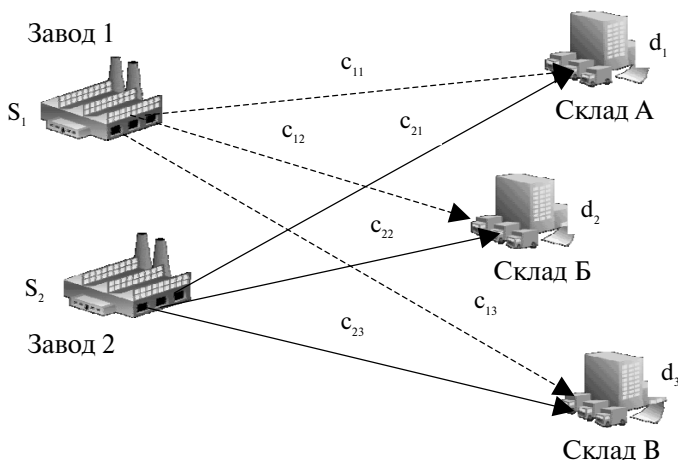 Завод 1
S₁
c₁₁
d₁
Склад А
c₁₂
c₂₁
d₂
Склад Б
c₂₂
S₂
Завод 2
c₁₃
c₂₃
d₃
Склад В